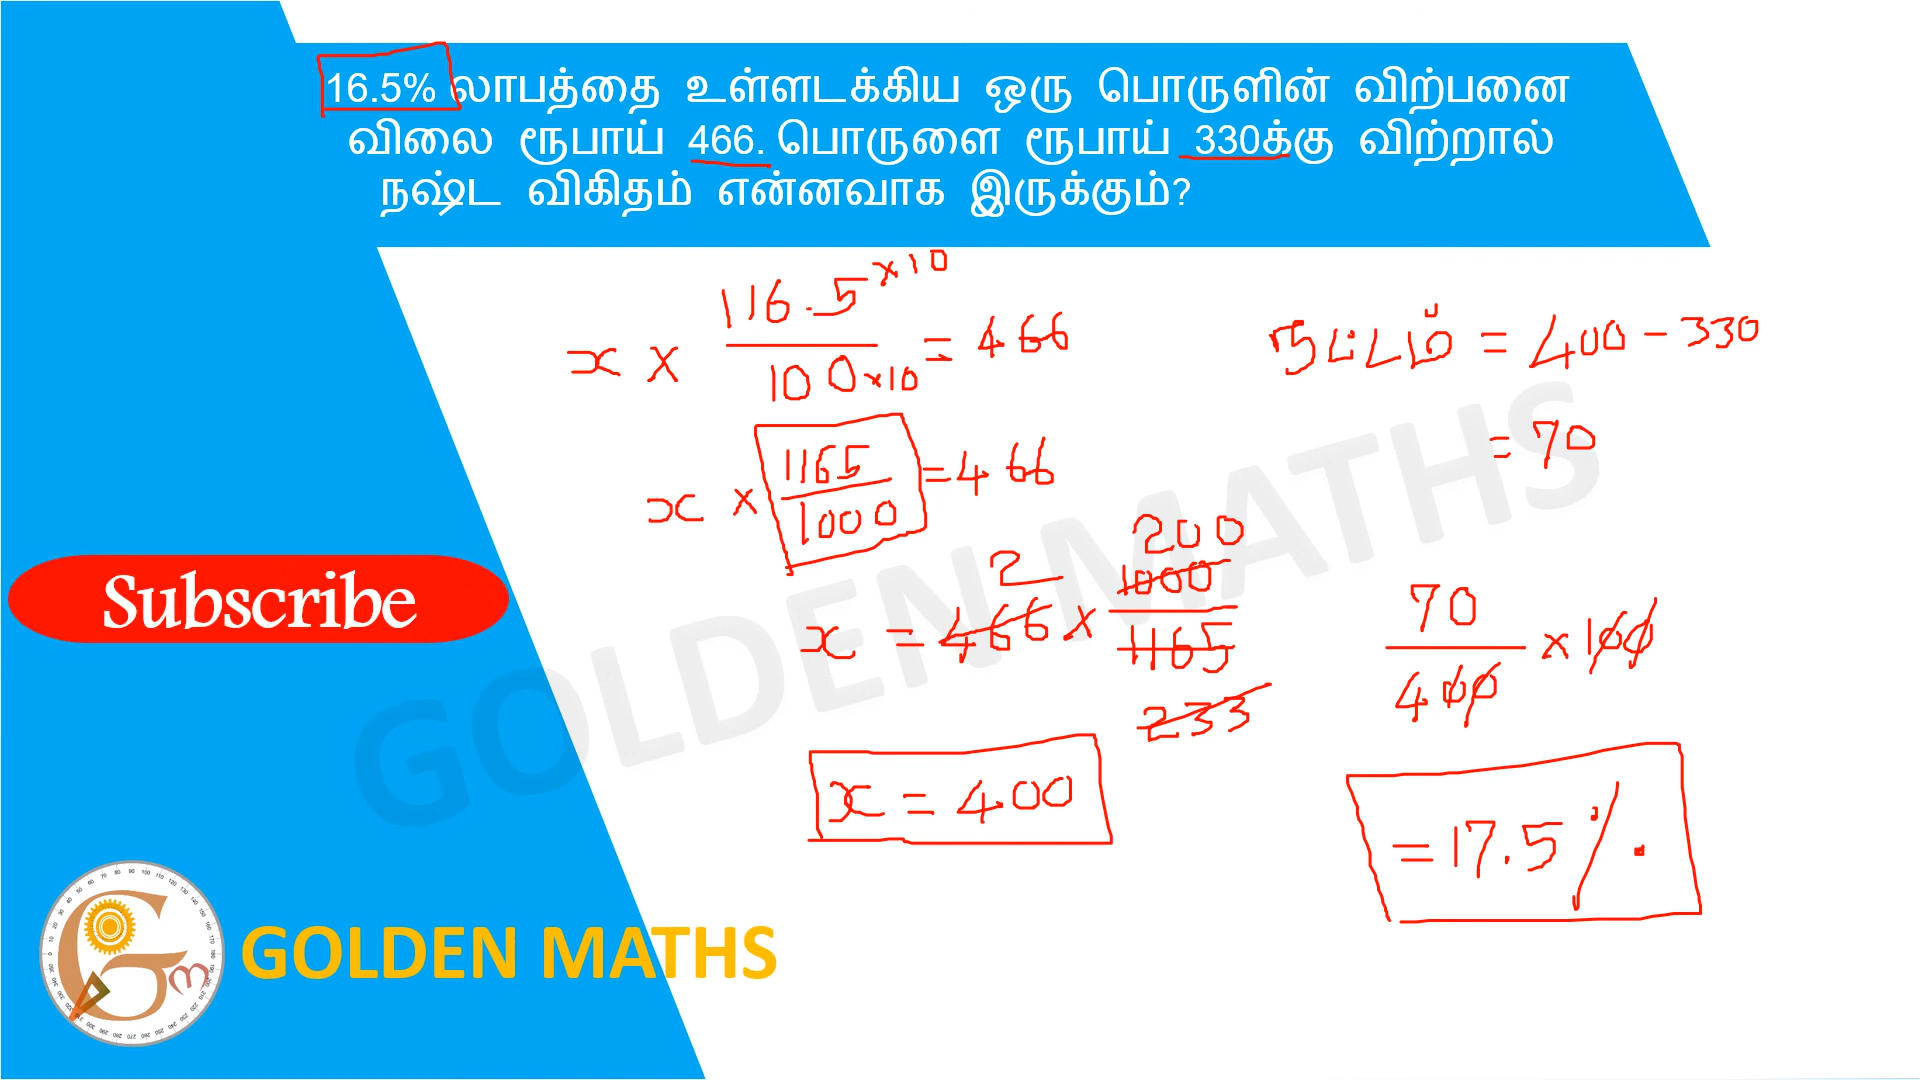 16.5% லாபத்தை உள்ளடக்கிய ஒரு பொருளின் விற்பனை
விலை ரூபாய் 466. பொருளை ரூபாய் 330க்கு விற்றால்
நஷ்ட விகிதம் என்னவாக இருக்கும்?
x × 116.5×10 / 100×10 = 466
x × 1165 / 1000 = 466
2 200
x = 466 × 1000 / 1165
233
x = 400
நட்டம் = 400 - 330
= 70
70 / 400 × 100
= 17.5%
Subscribe
GOLDEN MATHS
GOLDEN MATHS